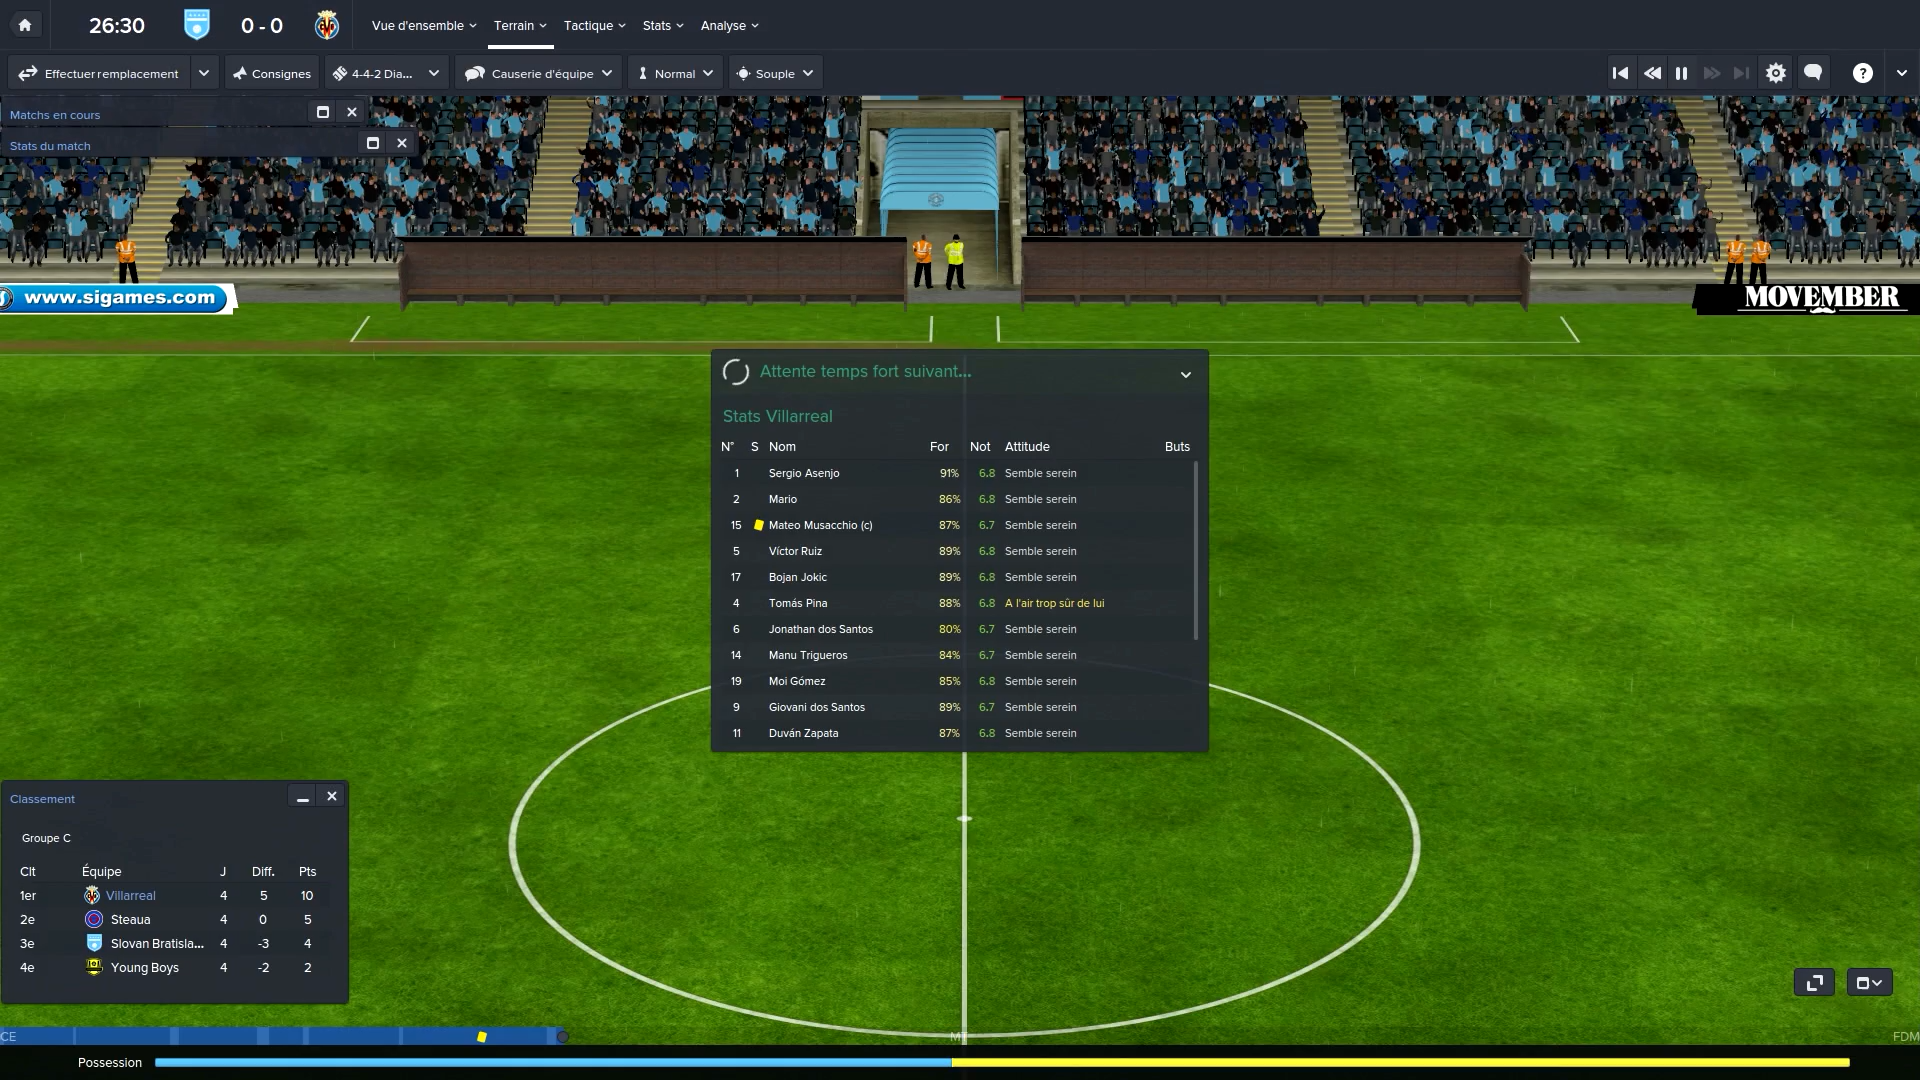 26:30
0 - 0
Vue d'ensemble
Terrain
Tactique
Stats
Analyse
Effectuer remplacement
Consignes
4-4-2 Dia...
Causerie d'équipe
Normal
Souple
?
Matchs en cours
Stats du match
www.sigames.com
MOVEMBER
Attente temps fort suivant...
Stats Villarreal
N° S Nom For Not Attitude Buts
1 Sergio Asenjo 91% 6.8 Semble serein
2 Mario 86% 6.8 Semble serein
15 Mateo Musacchio (c) 87% 6.7 Semble serein
5 Víctor Ruiz 89% 6.8 Semble serein
17 Bojan Jokic 89% 6.8 Semble serein
4 Tomás Pina 88% 6.8 A l'air trop sûr de lui
6 Jonathan dos Santos 80% 6.7 Semble serein
14 Manu Trigueros 84% 6.7 Semble serein
19 Moi Gómez 85% 6.8 Semble serein
9 Giovani dos Santos 89% 6.7 Semble serein
11 Duván Zapata 87% 6.8 Semble serein
Classement
Groupe C
Clt Équipe J Diff. Pts
1er Villarreal 4 5 10
2e Steaua 4 0 5
3e Slovan Bratisla... 4 -3 4
4e Young Boys 4 -2 2
CE
MT
FDM
Possession